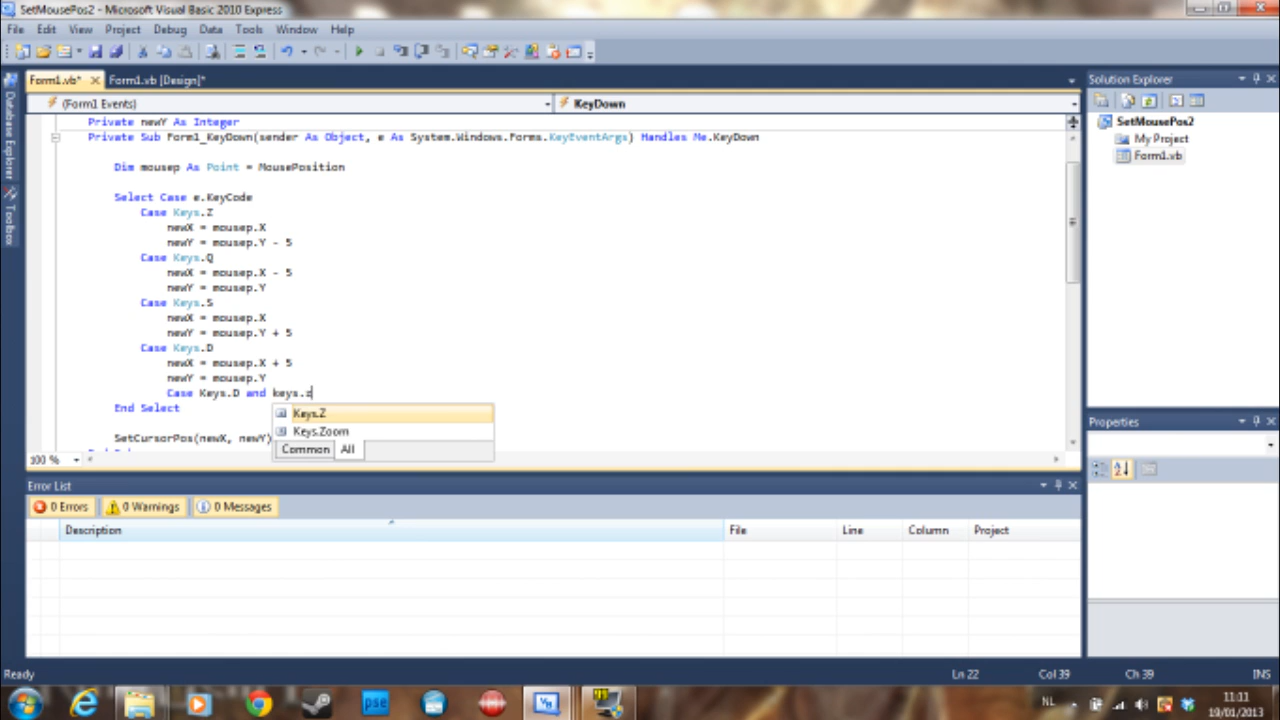 SetMousePos2 - Microsoft Visual Basic 2010 Express
File Edit View Project Debug Data Tools Window Help
Form1.vb* Form1.vb [Design]*
Solution Explorer
(Form1 Events) KeyDown
Private newY As Integer
Private Sub Form1_KeyDown(sender As Object, e As System.Windows.Forms.KeyEventArgs) Handles Me.KeyDown
Dim mousep As Point = MousePosition
Select Case e.KeyCode
Case Keys.Z
newX = mousep.X
newY = mousep.Y - 5
Case Keys.Q
newX = mousep.X - 5
newY = mousep.Y
Case Keys.S
newX = mousep.X
newY = mousep.Y + 5
Case Keys.D
newX = mousep.X + 5
newY = mousep.Y
Case Keys.D and keys.z
End Select
SetCursorPos(newX, newY)
Keys.Z
Keys.Zoom
Common All
100 %
Database Explorer
Toolbox
SetMousePos2
My Project
Form1.vb
Properties
Error List
0 Errors 0 Warnings 0 Messages
Description File Line Column Project
Ready Ln 22 Col 39 Ch 39 INS
pse
NL
11:11
19/01/2013